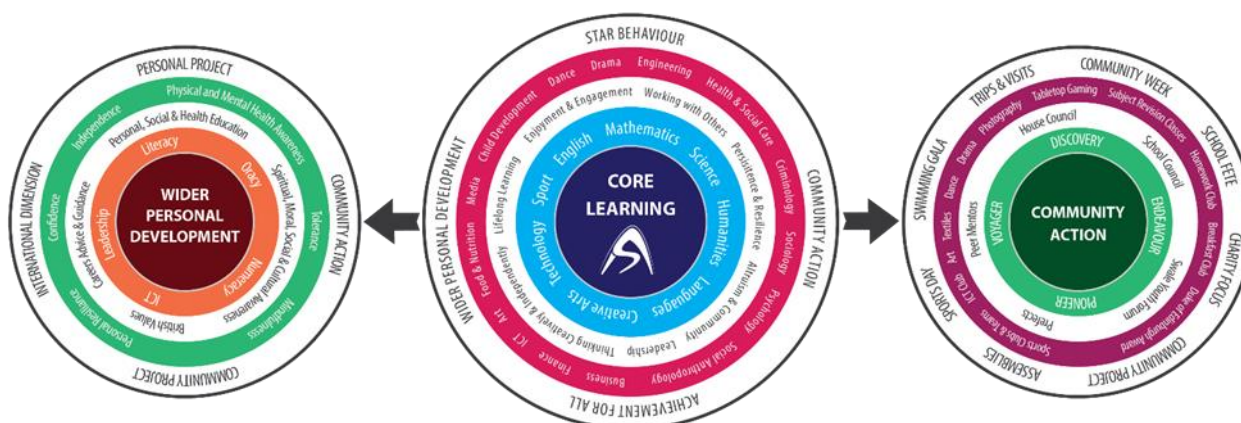 PERSONAL PROJECT
COMMUNITY ACTION
COMMUNITY PROJECT
INTERNATIONAL DIMENSION
Physical and Mental Health Awareness
Tolerance
Mindfulnesss
Personal Resiliance
Confidence
Independence
Personal, Social & Health Education
Spiritual, Moral, Social & Cultural Awareness
British Values
Careers Advice & Guidance
Literacy
Oracy
Numeracy
ICT
Leadership
WIDER
PERSONAL
DEVELOPMENT
STAR BEHAVIOUR
COMMUNITY ACTION
ACHIEVEMENT FOR ALL
WIDER PERSONAL DEVELOPMENT
Drama
Engineering
Health & Social Care
Criminology
Sociology
Psychology
Social Anthropology
Business
Finance
ICT
Art
Food & Nutrition
Media
Child Development
Dance
Enjoyment & Engagement
Working with Others
Persistence & Resilience
Altruism & Community
Leadership
Thinking Creatively & Independently
Lifelong Learning
English
Mathematics
Science
Humanities
Languages
Creative Arts
Technology
Sport
CORE
LEARNING
TRIPS & VISITS
COMMUNITY WEEK
SCHOOL FETE
CHARITY FOCUS
COMMUNITY PROJECT
ASSEMBLIES
SPORTS DAY
SWIMMING GALA
Photography
Tabletop Gaming
Subject Revision Classes
Homework Club
Breakfast Club
Duke of Edinburgh Award
Sports Clubs & Teams
ICT Club
Art
Textiles
Dance
Drama
House Council
School Council
Swale Youth Forum
Prefects
Peer Mentors
DISCOVERY
ENDEAVOUR
PIONEER
VOYAGER
COMMUNITY
ACTION